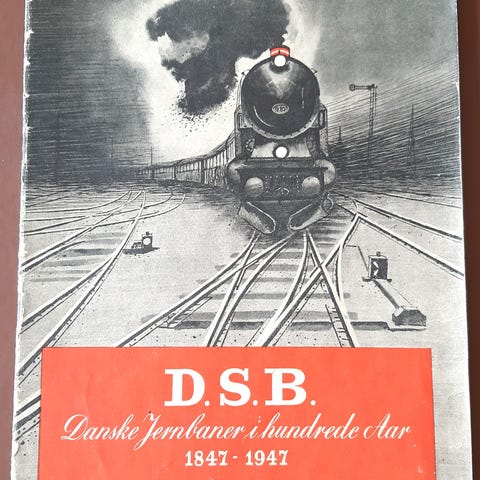 D.S.B.
Danske Jernbaner i hundrede Aar
1847 - 1947